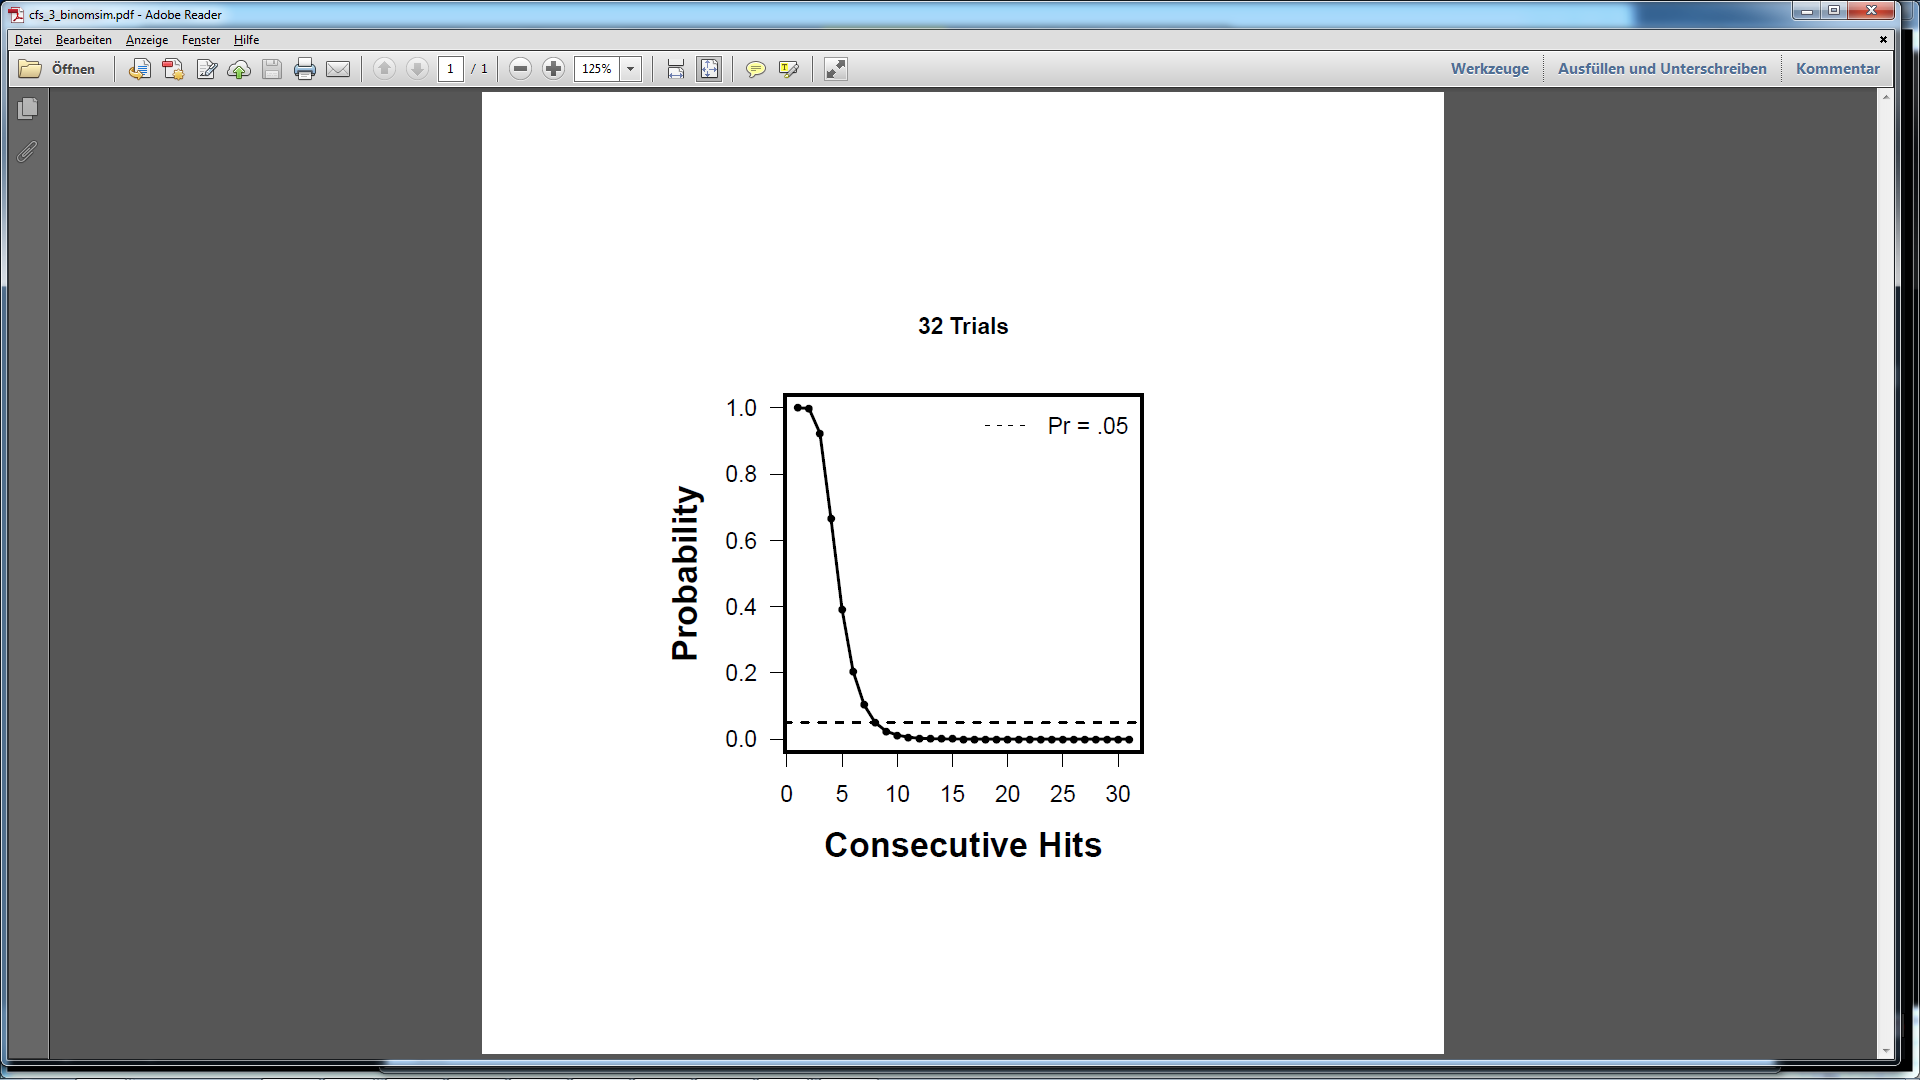 cfs_3_binomsim.pdf - Adobe Reader
Datei Bearbeiten Anzeige Fenster Hilfe
Öffnen 1 / 1 125% Werkzeuge Ausfüllen und Unterschreiben Kommentar
32 Trials
1.0
0.8
0.6
0.4
0.2
0.0
Probability
Pr = .05
0 5 10 15 20 25 30
Consecutive Hits